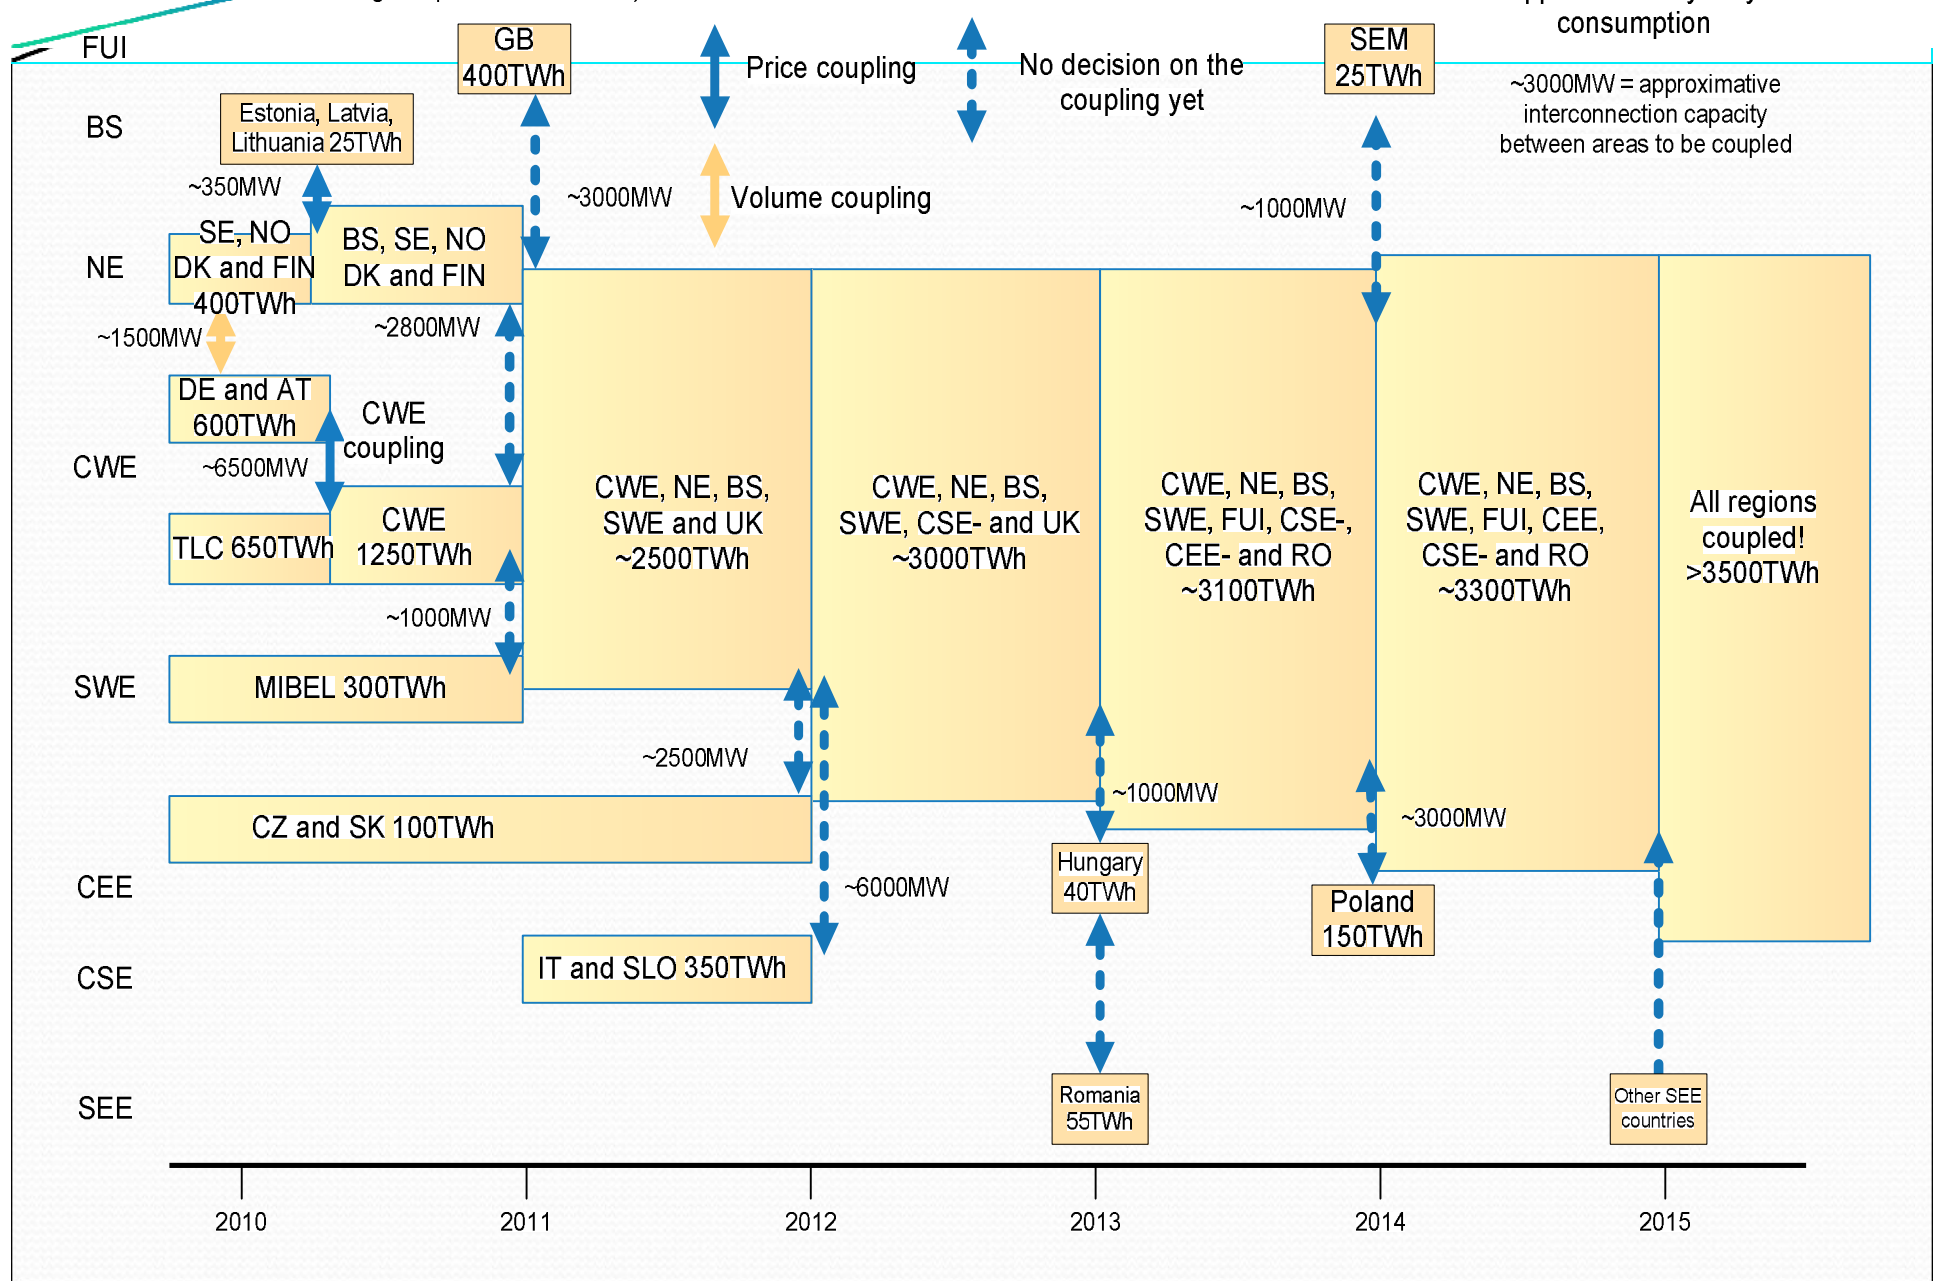 consumption
FUI
GB
400TWh
Price coupling
No decision on the
coupling yet
SEM
25TWh
~3000MW = approximative
interconnection capacity
between areas to be coupled
BS
Estonia, Latvia,
Lithuania 25TWh
~350MW
~3000MW
Volume coupling
~1000MW
NE
SE, NO
DK and FIN
400TWh
BS, SE, NO
DK and FIN
~1500MW
~2800MW
DE and AT
600TWh
CWE
coupling
CWE
~6500MW
TLC 650TWh
CWE
1250TWh
CWE, NE, BS,
SWE and UK
~2500TWh
CWE, NE, BS,
SWE, CSE- and UK
~3000TWh
CWE, NE, BS,
SWE, FUI, CSE-,
CEE- and RO
~3100TWh
CWE, NE, BS,
SWE, FUI, CEE,
CSE- and RO
~3300TWh
All regions
coupled!
>3500TWh
~1000MW
SWE
MIBEL 300TWh
~2500MW
~1000MW
~3000MW
CZ and SK 100TWh
CEE
~6000MW
Hungary
40TWh
Poland
150TWh
CSE
IT and SLO 350TWh
SEE
Romania
55TWh
Other SEE
countries
2010
2011
2012
2013
2014
2015